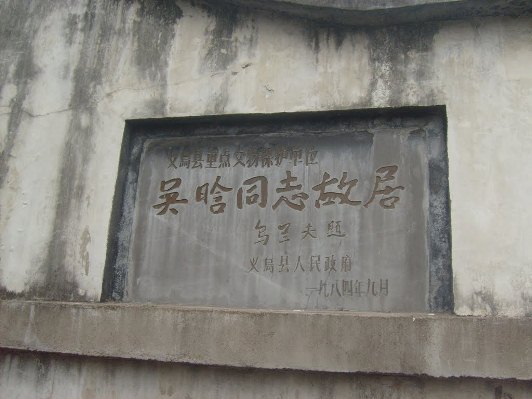 义乌县重点文物保护单位
吴晗同志故居
乌兰夫题
义乌县人民政府
一九八四年九月